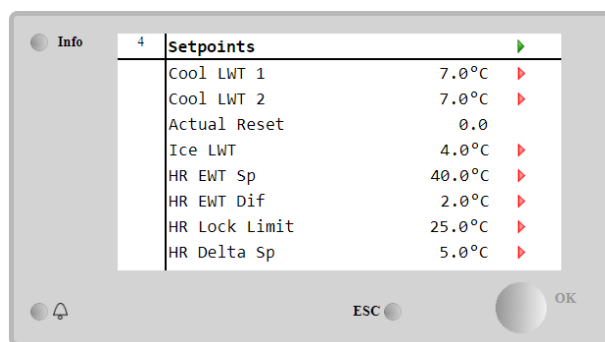 Info
4 Setpoints
Cool LWT 1 7.0°C
Cool LWT 2 7.0°C
Actual Reset 0.0
Ice LWT 4.0°C
HR EWT Sp 40.0°C
HR EWT Dif 2.0°C
HR Lock Limit 25.0°C
HR Delta Sp 5.0°C
ESC
OK